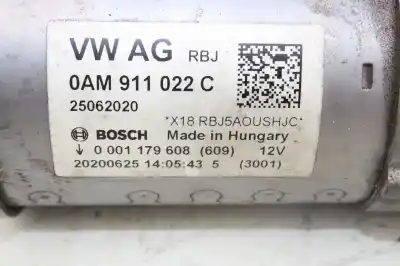 VW AG RBJ
0AM 911 022 C
25062020
*X18 RBJ5AOUSHJC*
BOSCH Made in Hungary
↓ 0 001 179 608 (609) 12V
20200625 14:05:43 5 (3001)